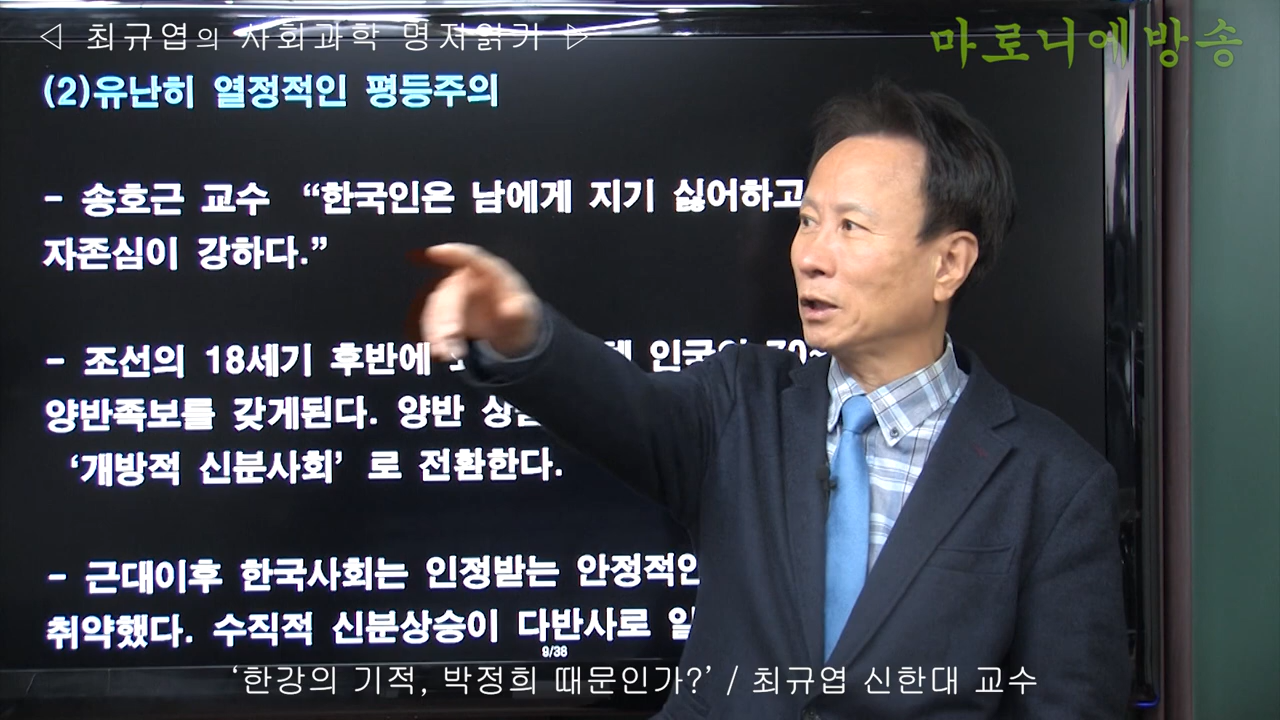 ◁ 최규엽의 사회과학 명저읽기 ▷
마로니에방송
(2)유난히 열정적인 평등주의
- 송호근 교수 “한국인은 남에게 지기 싫어하고
자존심이 강하다.”
- 조선의 18세기 후반에
양반족보를 갖게된다. 양반
‘개방적 신분사회’ 로 전환한다.
- 근대이후 한국사회는 인정받는 안정적인
취약했다. 수직적 신분상승이 다반사로
9/38
‘한강의 기적, 박정희 때문인가?’ / 최규엽 신한대 교수